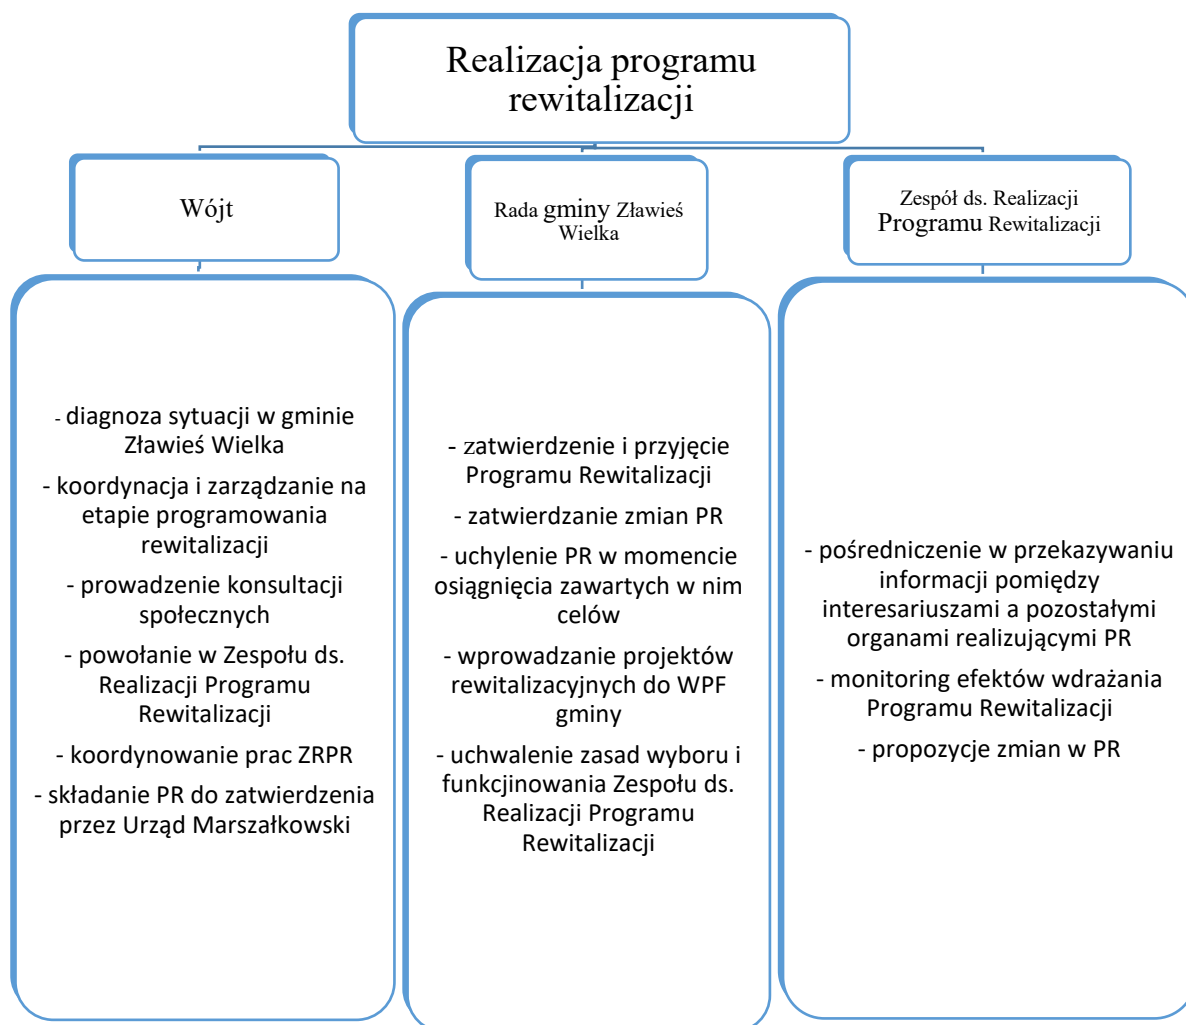 Realizacja programu
rewitalizacji
Wójt
Rada gminy Zławieś
Wielka
Zespół ds. Realizacji
Programu Rewitalizacji
- diagnoza sytuacji w gminie
Zławieś Wielka
- koordynacja i zarządzanie na
etapie programowania
rewitalizacji
- prowadzenie konsultacji
społecznych
- powołanie w Zespołu ds.
Realizacji Programu
Rewitalizacji
- koordynowanie prac ZRPR
- składanie PR do zatwierdzenia
przez Urząd Marszałkowski
- zatwierdzenie i przyjęcie
Programu Rewitalizacji
- zatwierdzanie zmian PR
- uchylenie PR w momencie
osiągnięcia zawartych w nim
celów
- wprowadzanie projektów
rewitalizacyjnych do WPF
gminy
- uchwalenie zasad wyboru i
funkcjinowania Zespołu ds.
Realizacji Programu
Rewitalizacji
- pośredniczenie w przekazywaniu
informacji pomiędzy
interesariuszami a pozostałymi
organami realizującymi PR
- monitoring efektów wdrażania
Programu Rewitalizacji
- propozycje zmian w PR